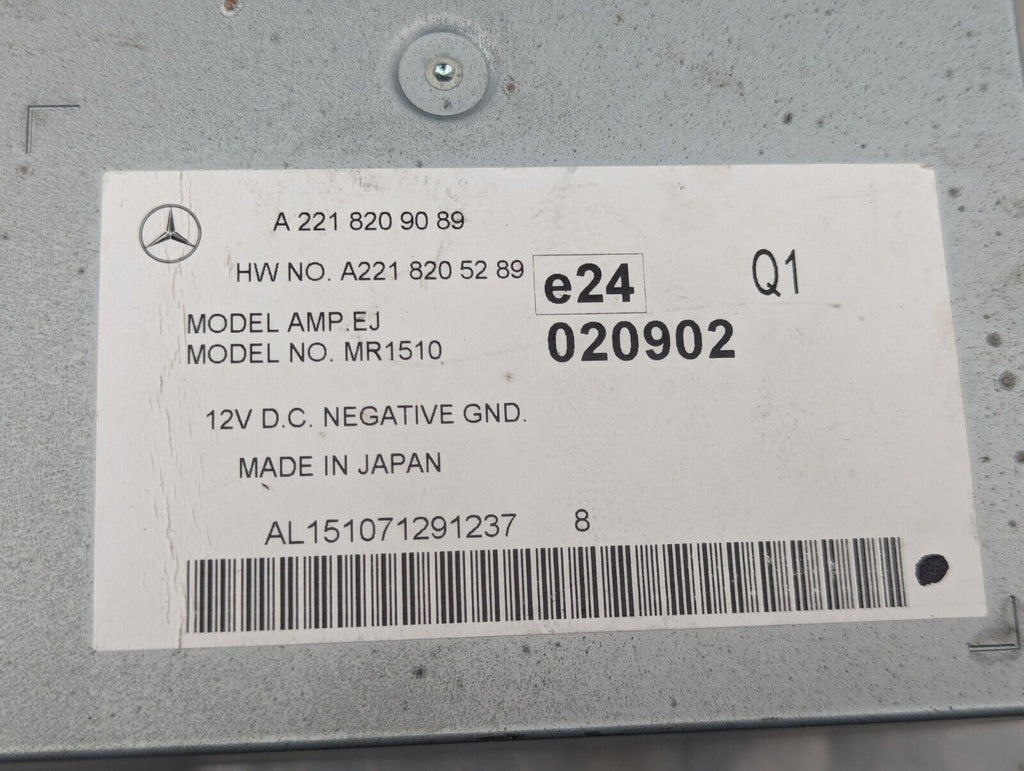 A 221 820 90 89
HW NO. A221 820 52 89
e24
Q1
MODEL AMP.EJ
020902
MODEL NO. MR1510
12V D.C. NEGATIVE GND.
MADE IN JAPAN
AL151071291237 8